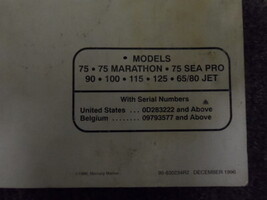 • MODELS
75 • 75 MARATHON • 75 SEA PRO
90 • 100 • 115 • 125 • 65/80 JET
With Serial Numbers
United States ... 0D283222 and Above
Belgium ........ 09793577 and Above
DECEMBER 1996